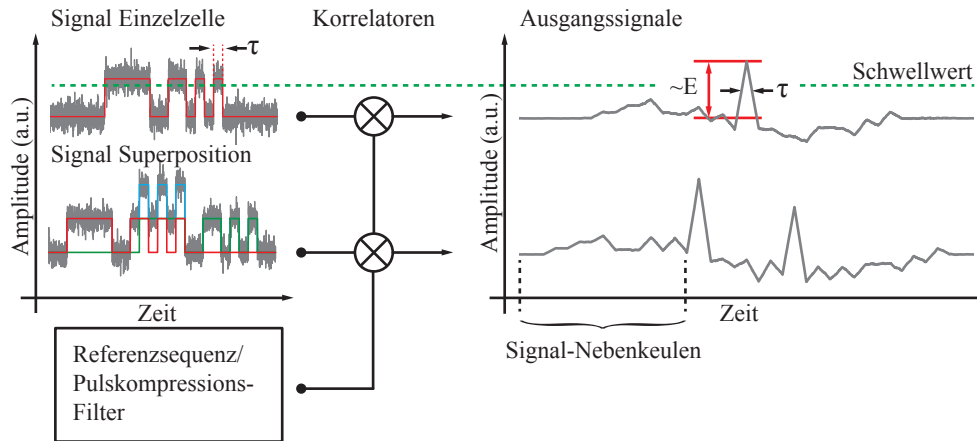 Signal Einzelzelle
Korrelatoren
Ausgangssignale
τ
Schwellwert
~E
τ
Amplitude (a.u.)
Amplitude (a.u.)
Signal Superposition
Zeit
Zeit
Signal-Nebenkeulen
Referenzsequenz/
Pulskompressions-
Filter